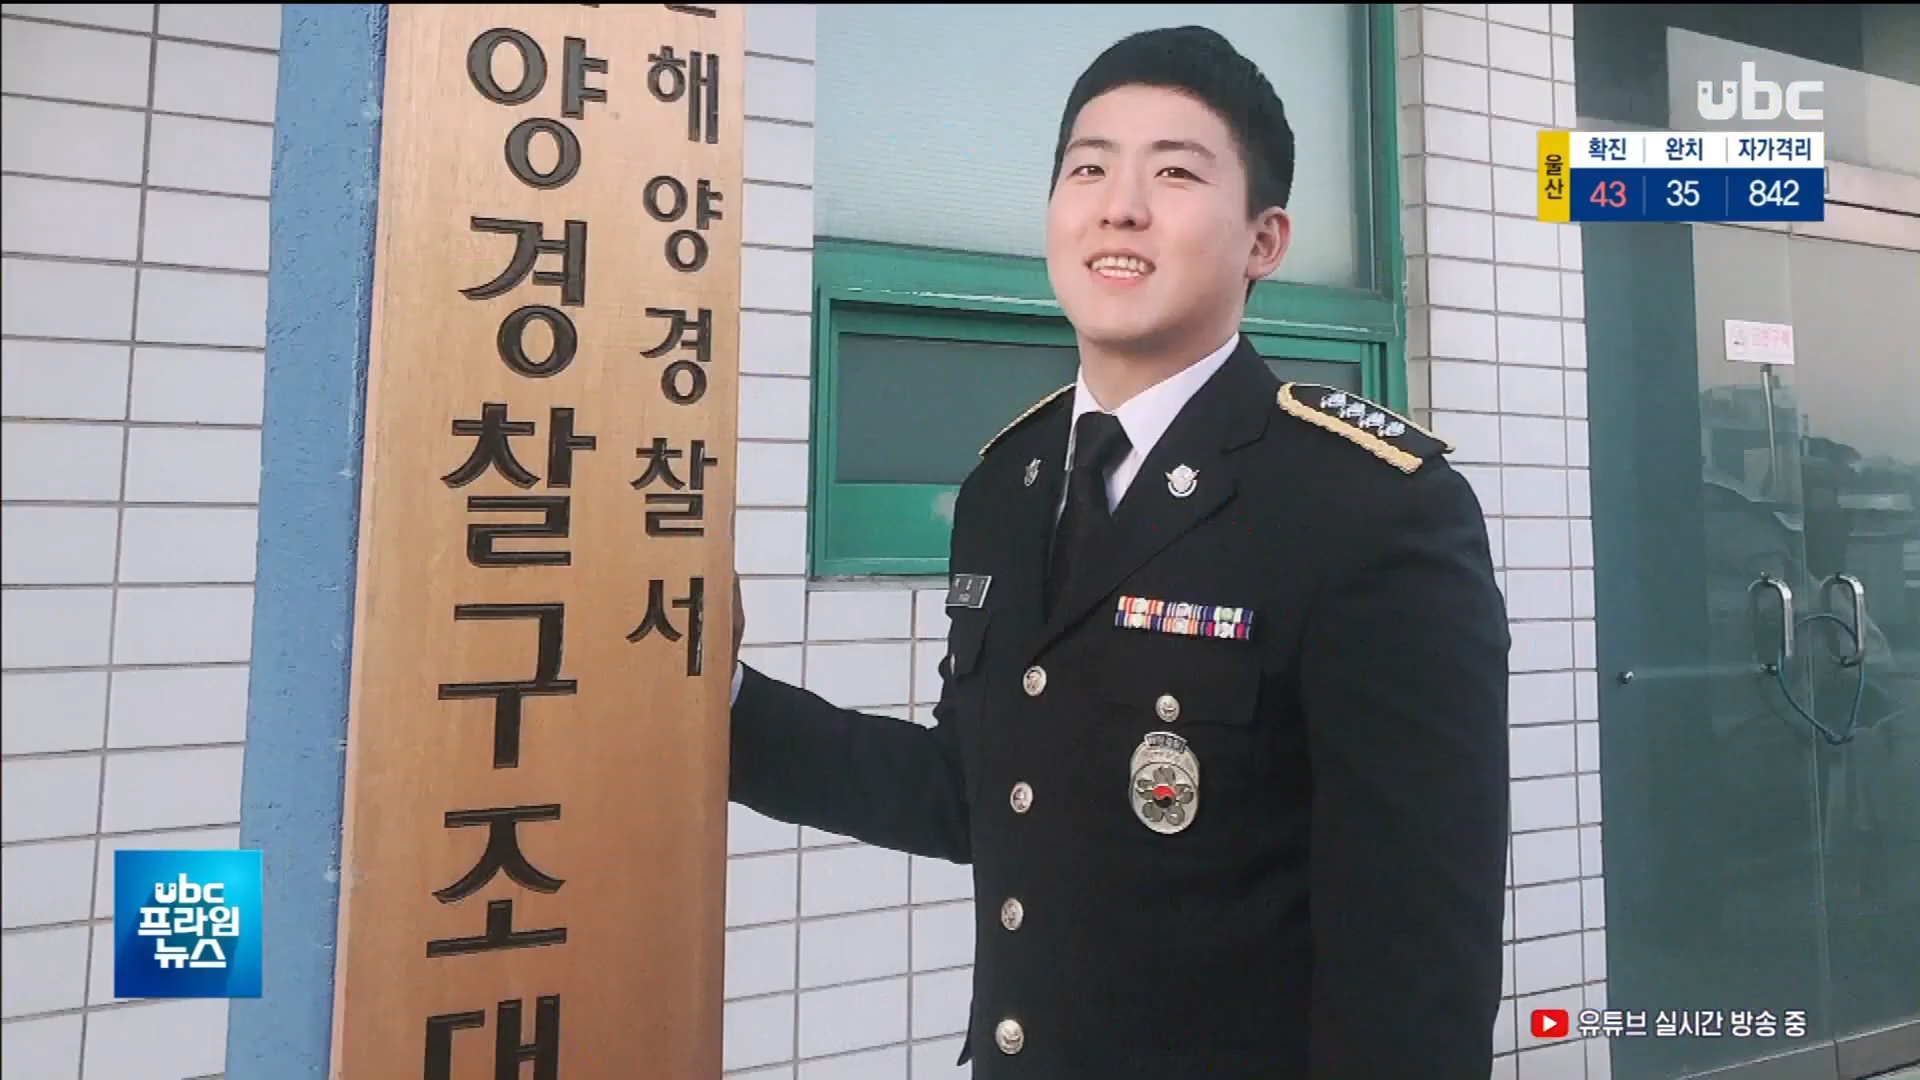 양경찰구조대
해양경찰서
ubc
울산
확진 완치 자가격리
43 35 842
ubc
프라임
뉴스
유튜브 실시간 방송 중